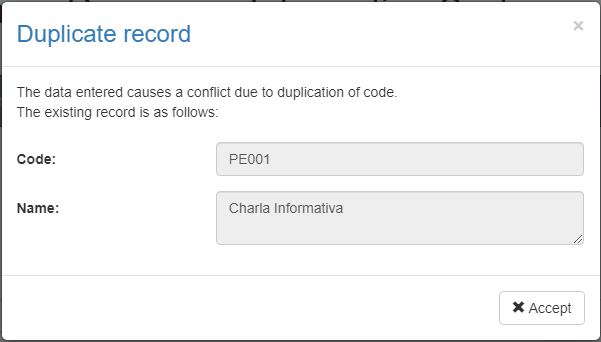 Duplicate record
×
The data entered causes a conflict due to duplication of code.
The existing record is as follows:
Code:
PE001
Name:
Charla Informativa
✖ Accept